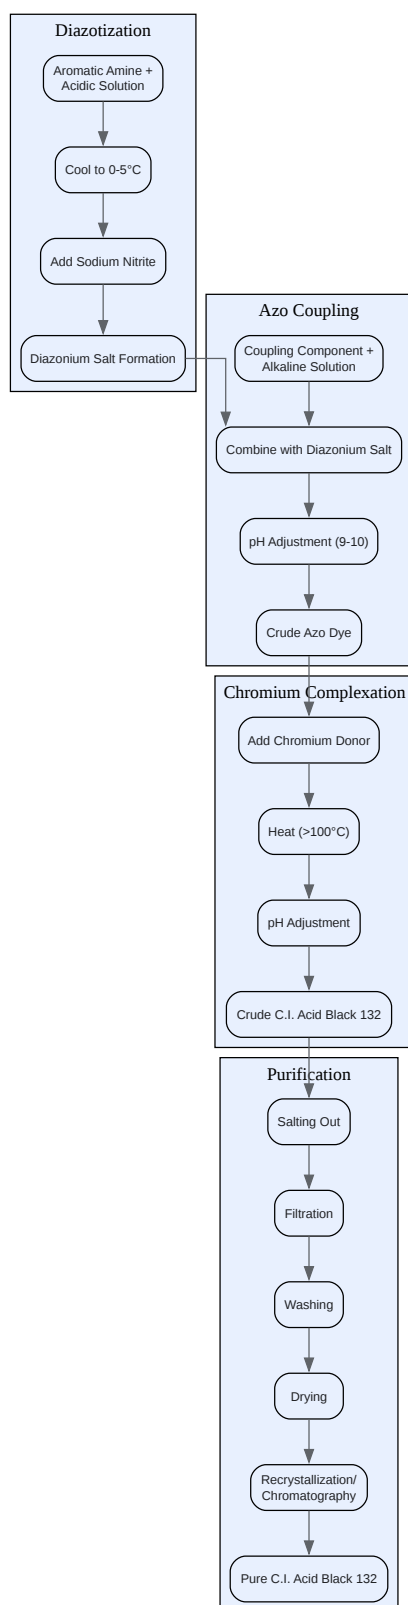 Diazotization
Aromatic Amine +
Acidic Solution
Cool to 0-5°C
Add Sodium Nitrite
Diazonium Salt Formation
Azo Coupling
Coupling Component +
Alkaline Solution
Combine with Diazonium Salt
pH Adjustment (9-10)
Crude Azo Dye
Chromium Complexation
Add Chromium Donor
Heat (>100°C)
pH Adjustment
Crude C.I. Acid Black 132
Purification
Salting Out
Filtration
Washing
Drying
Recrystallization/
Chromatography
Pure C.I. Acid Black 132